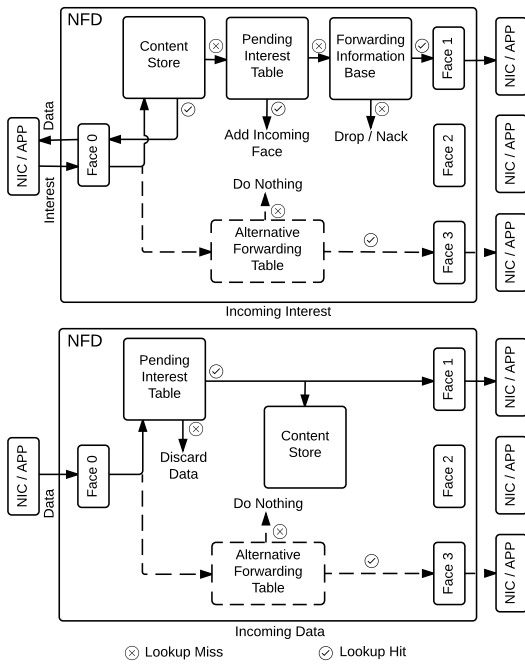 NFD
Content
Store
Pending
Interest
Table
Forwarding
Information
Base
Face 1
NIC / APP
Data
NIC / APP
Interest
Face 0
Add Incoming
Face
Drop / Nack
Face 2
NIC / APP
Do Nothing
Alternative
Forwarding
Table
Face 3
NIC / APP
Incoming Interest
NFD
Pending
Interest
Table
Face 1
NIC / APP
Content
Store
Discard
Data
NIC / APP
Data
Face 0
Face 2
NIC / APP
Do Nothing
Alternative
Forwarding
Table
Face 3
NIC / APP
Incoming Data
Lookup Miss
Lookup Hit